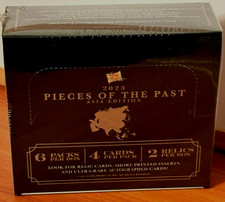 2023
PIECES OF THE PAST
ASIA EDITION
6 PACKS PER BOX
4 CARDS PER PACK
2 RELICS PER BOX
LOOK FOR RELIC CARDS, SHORT PRINTED INSERTS,
AND ULTRA-RARE AUTOGRAPHED CARDS!